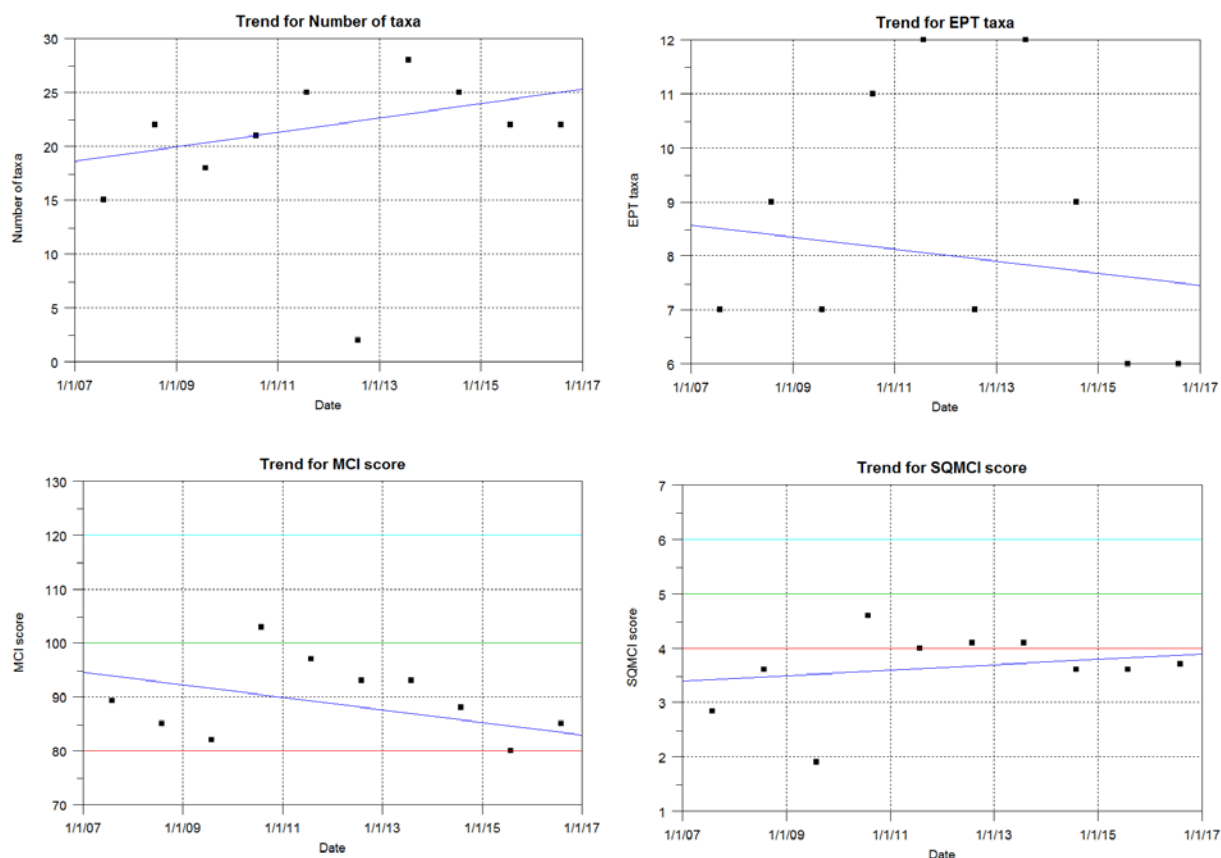 Trend for Number of taxa
30
25
20
15
10
5
0
Number of taxa
1/1/07 1/1/09 1/1/11 1/1/13 1/1/15 1/1/17
Date
Trend for EPT taxa
12
11
10
9
8
7
6
EPT taxa
1/1/07 1/1/09 1/1/11 1/1/13 1/1/15 1/1/17
Date
Trend for MCI score
130
120
110
100
90
80
70
MCI score
1/1/07 1/1/09 1/1/11 1/1/13 1/1/15 1/1/17
Date
Trend for SQMCI score
7
6
5
4
3
2
1
SQMCI score
1/1/07 1/1/09 1/1/11 1/1/13 1/1/15 1/1/17
Date